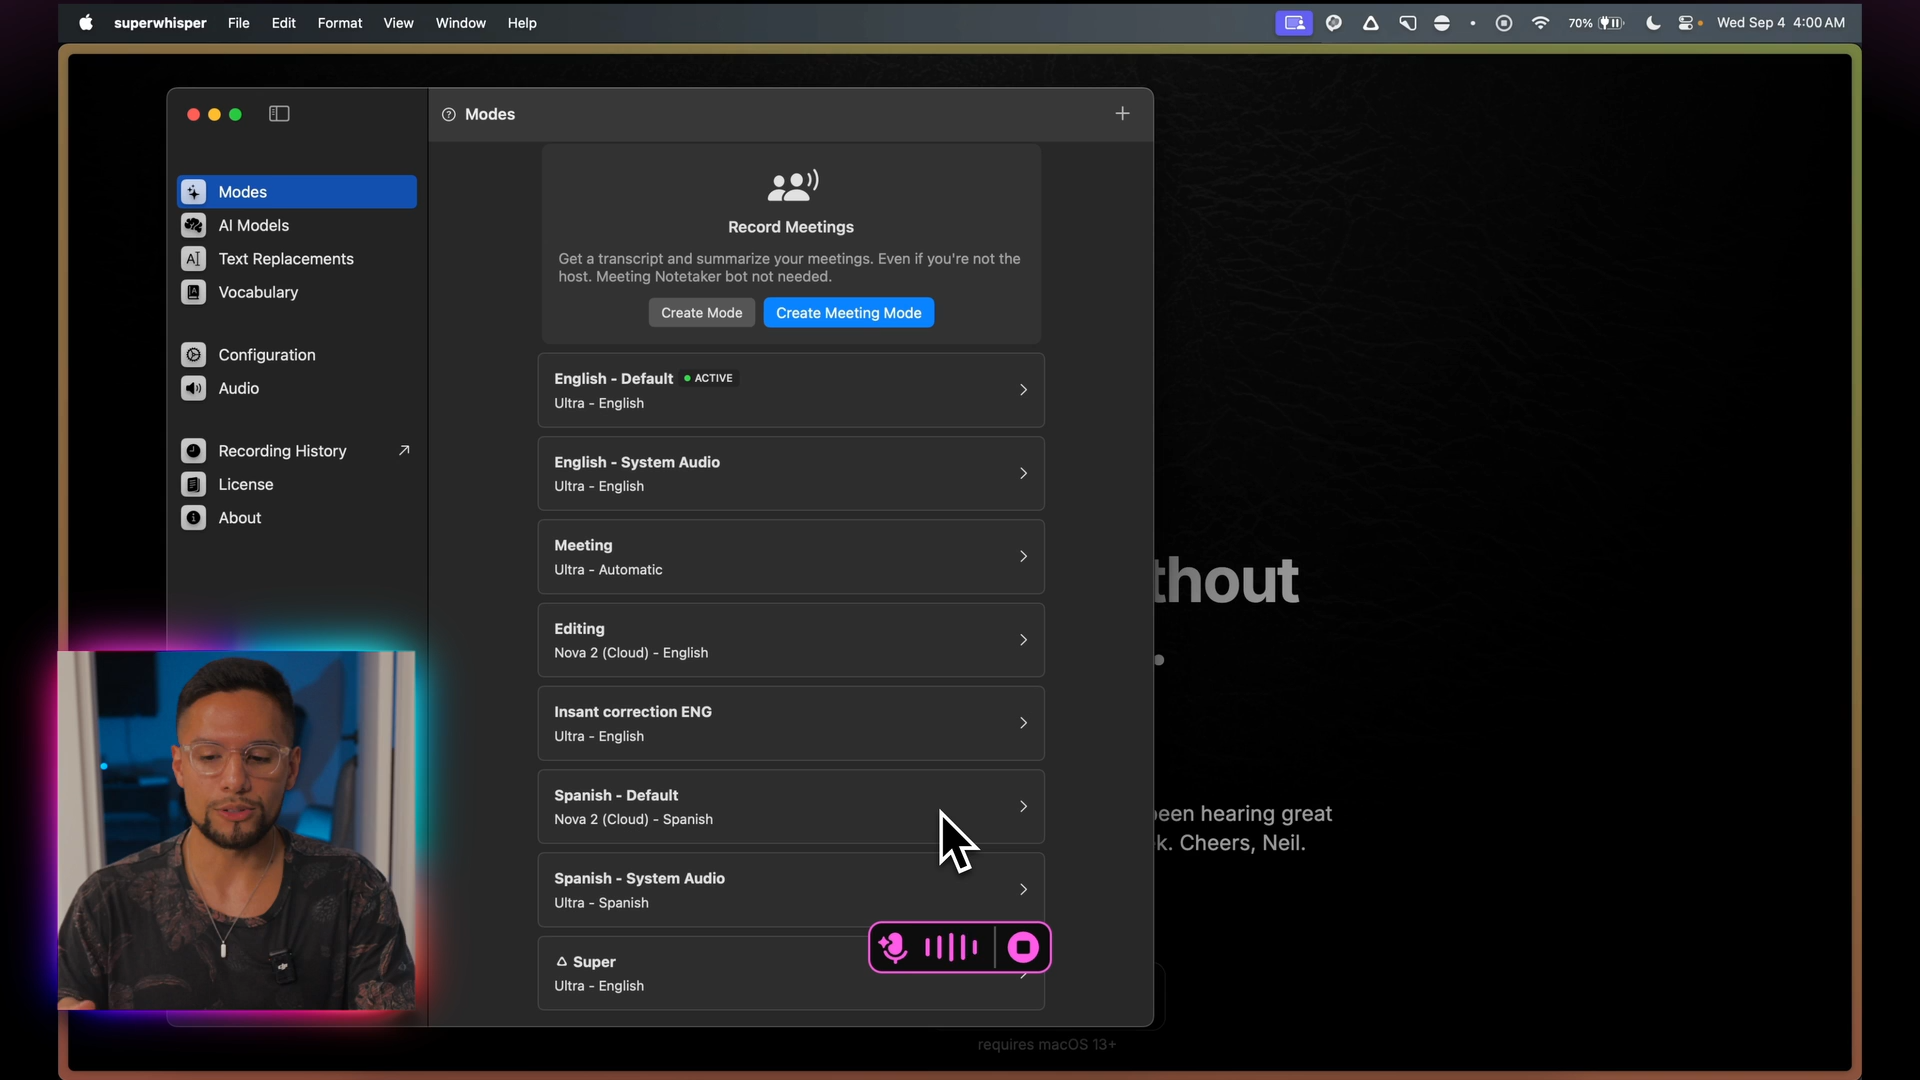 superwhisper File Edit Format View Window Help 70% Wed Sep 4 4:00 AM
Modes
Modes
AI Models
Text Replacements
Vocabulary
Configuration
Audio
Recording History
License
About
Record Meetings
Get a transcript and summarize your meetings. Even if you're not the
host. Meeting Notetaker bot not needed.
Create Mode Create Meeting Mode
English - Default ACTIVE
Ultra - English
English - System Audio
Ultra - English
Meeting
Ultra - Automatic
Editing
Nova 2 (Cloud) - English
Insant correction ENG
Ultra - English
Spanish - Default
Nova 2 (Cloud) - Spanish
Spanish - System Audio
Ultra - Spanish
Super
Ultra - English
thout
.
been hearing great
k. Cheers, Neil.
requires macOS 13+